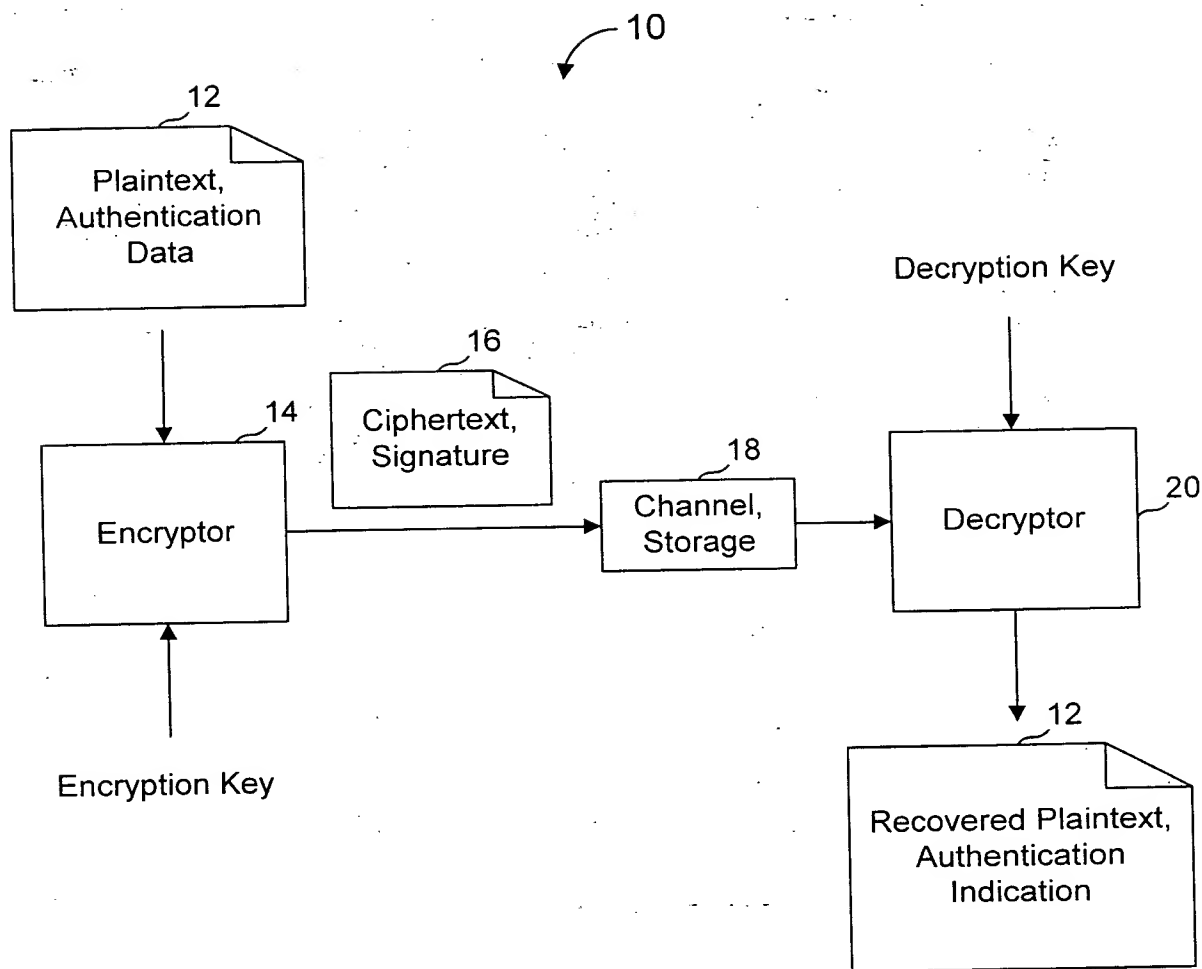 10
12
Plaintext,
Authentication
Data
Decryption Key
16
Ciphertext,
Signature
14
Encryptor
18
Channel,
Storage
20
Decryptor
Encryption Key
12
Recovered Plaintext,
Authentication
Indication